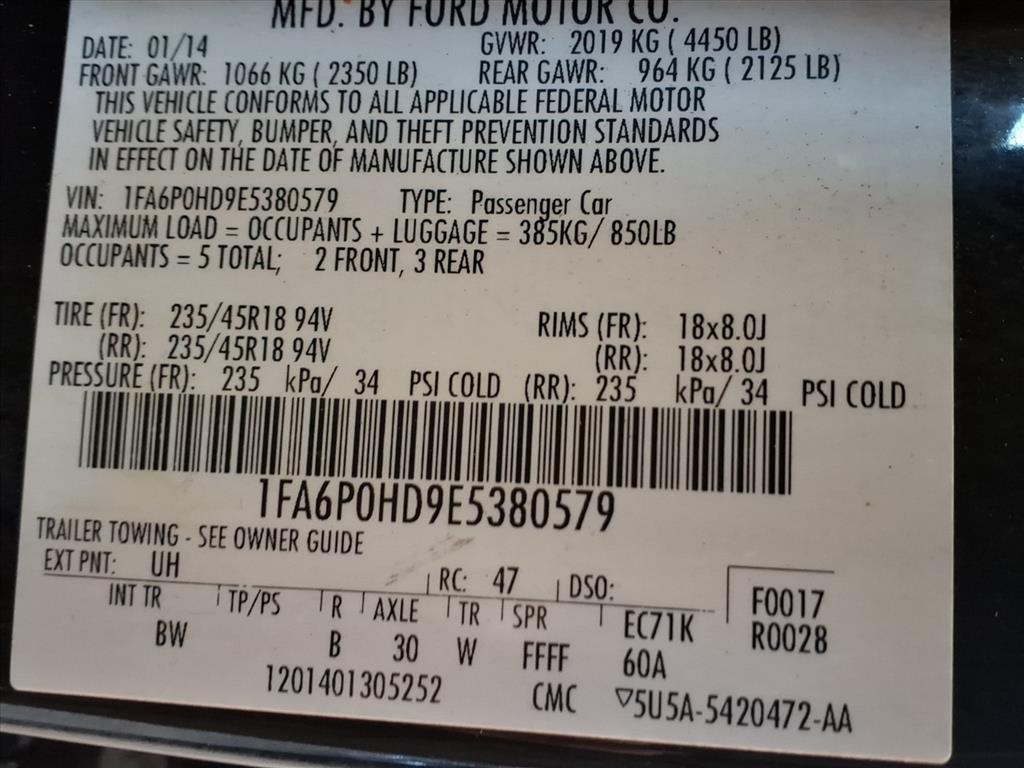 MFD. BY FORD MOTOR CO.
DATE: 01/14 GVWR: 2019 KG ( 4450 LB)
FRONT GAWR: 1066 KG ( 2350 LB) REAR GAWR: 964 KG ( 2125 LB)
THIS VEHICLE CONFORMS TO ALL APPLICABLE FEDERAL MOTOR
VEHICLE SAFETY, BUMPER, AND THEFT PREVENTION STANDARDS
IN EFFECT ON THE DATE OF MANUFACTURE SHOWN ABOVE.
VIN: 1FA6P0HD9E5380579 TYPE: Passenger Car
MAXIMUM LOAD = OCCUPANTS + LUGGAGE = 385KG/ 850LB
OCCUPANTS = 5 TOTAL; 2 FRONT, 3 REAR
TIRE (FR): 235/45R18 94V RIMS (FR): 18x8.0J
(RR): 235/45R18 94V (RR): 18x8.0J
PRESSURE (FR): 235 kPa/ 34 PSI COLD (RR): 235 kPa/ 34 PSI COLD
1FA6P0HD9E5380579
TRAILER TOWING - SEE OWNER GUIDE
EXT PNT: UH RC: 47 DSO:
INT TR TP/PS R AXLE TR SPR EC71K F0017
BW B 30 W FFFF 60A R0028
1201401305252 CMC ▽5U5A-5420472-AA